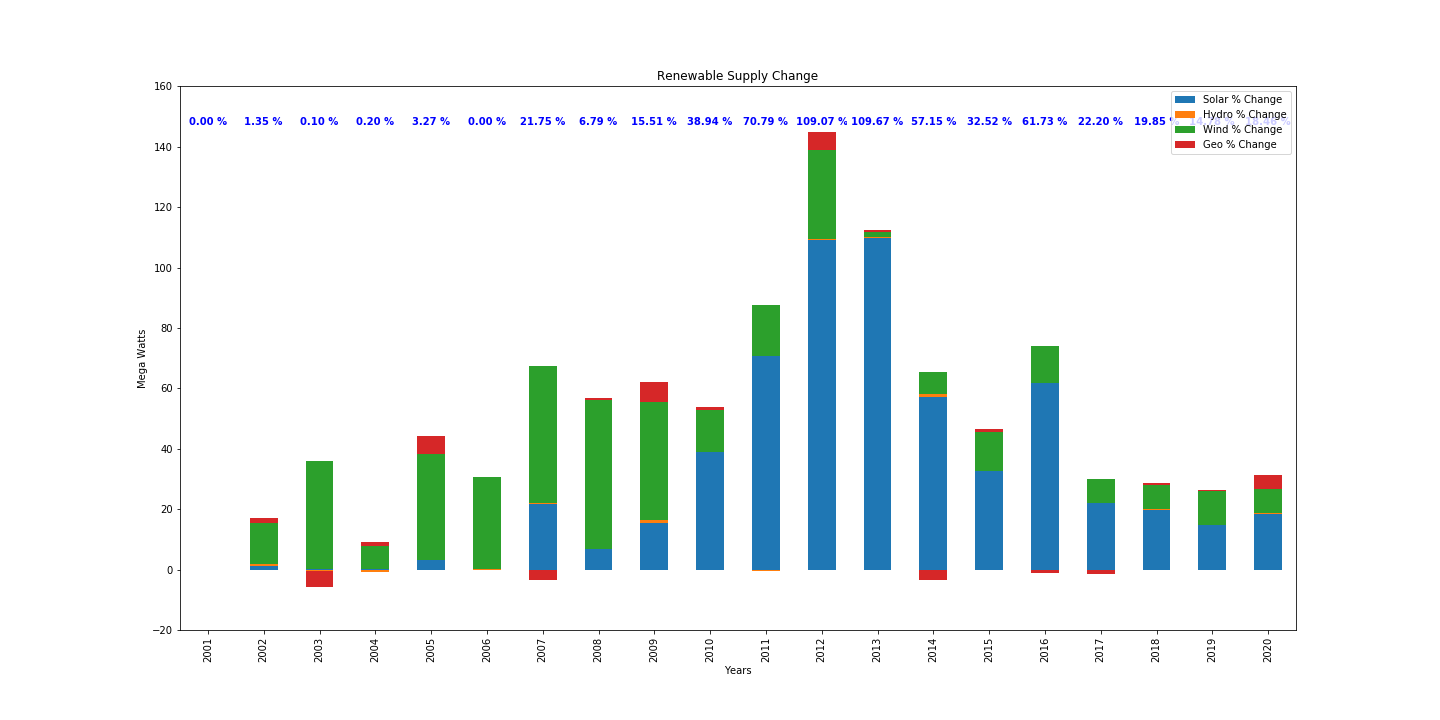 Renewable Supply Change
160
140
120
100
80
60
40
20
0
−20
Mega Watts
0.00 % 1.35 % 0.10 % 0.20 % 3.27 % 0.00 % 21.75 % 6.79 % 15.51 % 38.94 % 70.79 % 109.07 % 109.67 % 57.15 % 32.52 % 61.73 % 22.20 % 19.85 %
Solar % Change
Hydro % Change
Wind % Change
Geo % Change
2001 2002 2003 2004 2005 2006 2007 2008 2009 2010 2011 2012 2013 2014 2015 2016 2017 2018 2019 2020
Years